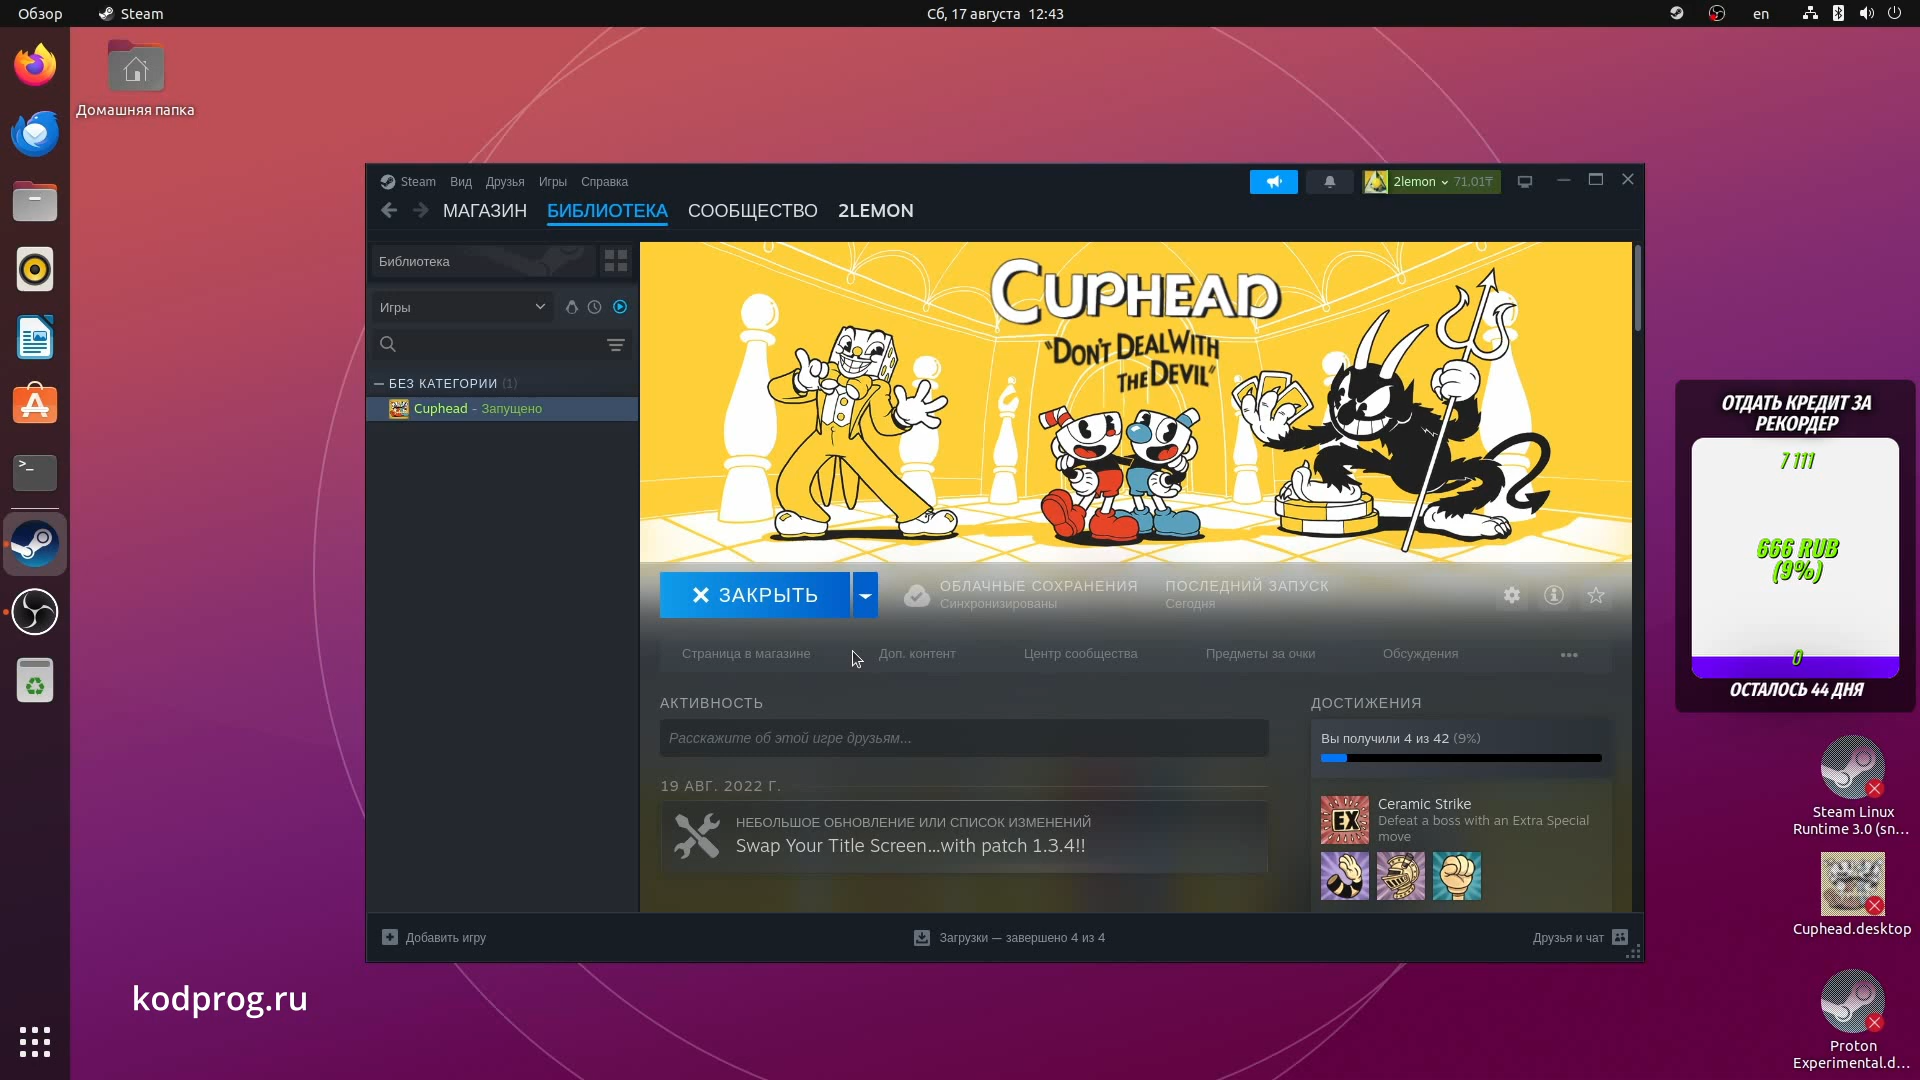 Обзор
Steam
Сб, 17 августа 12:43
en
Домашняя папка
Steam Вид Друзья Игры Справка
2lemon 71,01₸
МАГАЗИН БИБЛИОТЕКА СООБЩЕСТВО 2LEMON
Библиотека
Игры
— БЕЗ КАТЕГОРИИ (1)
Cuphead - Запущено
CUPHEAD
"DON'T DEAL WITH
THE DEVIL"
ЗАКРЫТЬ
ОБЛАЧНЫЕ СОХРАНЕНИЯ
Синхронизированы
ПОСЛЕДНИЙ ЗАПУСК
Сегодня
Страница в магазине Доп. контент Центр сообщества Предметы за очки Обсуждения
АКТИВНОСТЬ
Расскажите об этой игре друзьям...
19 АВГ. 2022 Г.
НЕБОЛЬШОЕ ОБНОВЛЕНИЕ ИЛИ СПИСОК ИЗМЕНЕНИЙ
Swap Your Title Screen...with patch 1.3.4!!
ДОСТИЖЕНИЯ
Вы получили 4 из 42 (9%)
EX
Ceramic Strike
Defeat a boss with an Extra Special
move
Добавить игру
Загрузки — завершено 4 из 4
Друзья и чат
ОТДАТЬ КРЕДИТ ЗА
РЕКОРДЕР
7 111
666 RUB
(9%)
0
ОСТАЛОСЬ 44 ДНЯ
Steam Linux
Runtime 3.0 (sn...
Cuphead.desktop
Proton
Experimental.d...
kodprog.ru